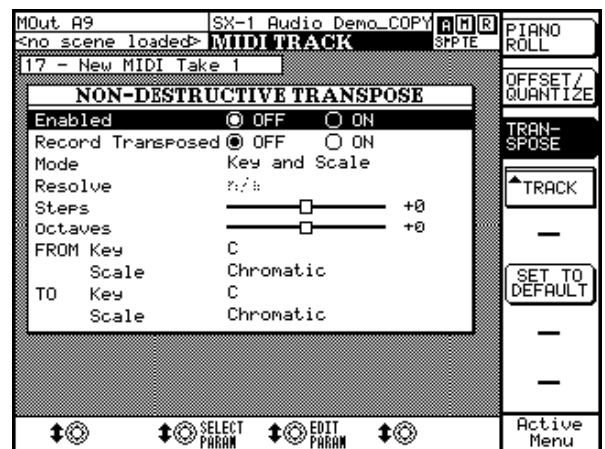 MOut A9 SX-1 Audio Demo_COPY A M R
<no scene loaded> MIDI TRACK SMPTE
17 - New MIDI Take 1
NON-DESTRUCTIVE TRANSPOSE
Enabled OFF ON
Record Transposed OFF ON
Mode Key and Scale
Resolve n/a
Steps +0
Octaves +0
FROM Key C
Scale Chromatic
TO Key C
Scale Chromatic
PIANO
ROLL
OFFSET/
QUANTIZE
TRAN-
SPOSE
TRACK
SET TO
DEFAULT
SELECT
PARAM
EDIT
PARAM
Active
Menu